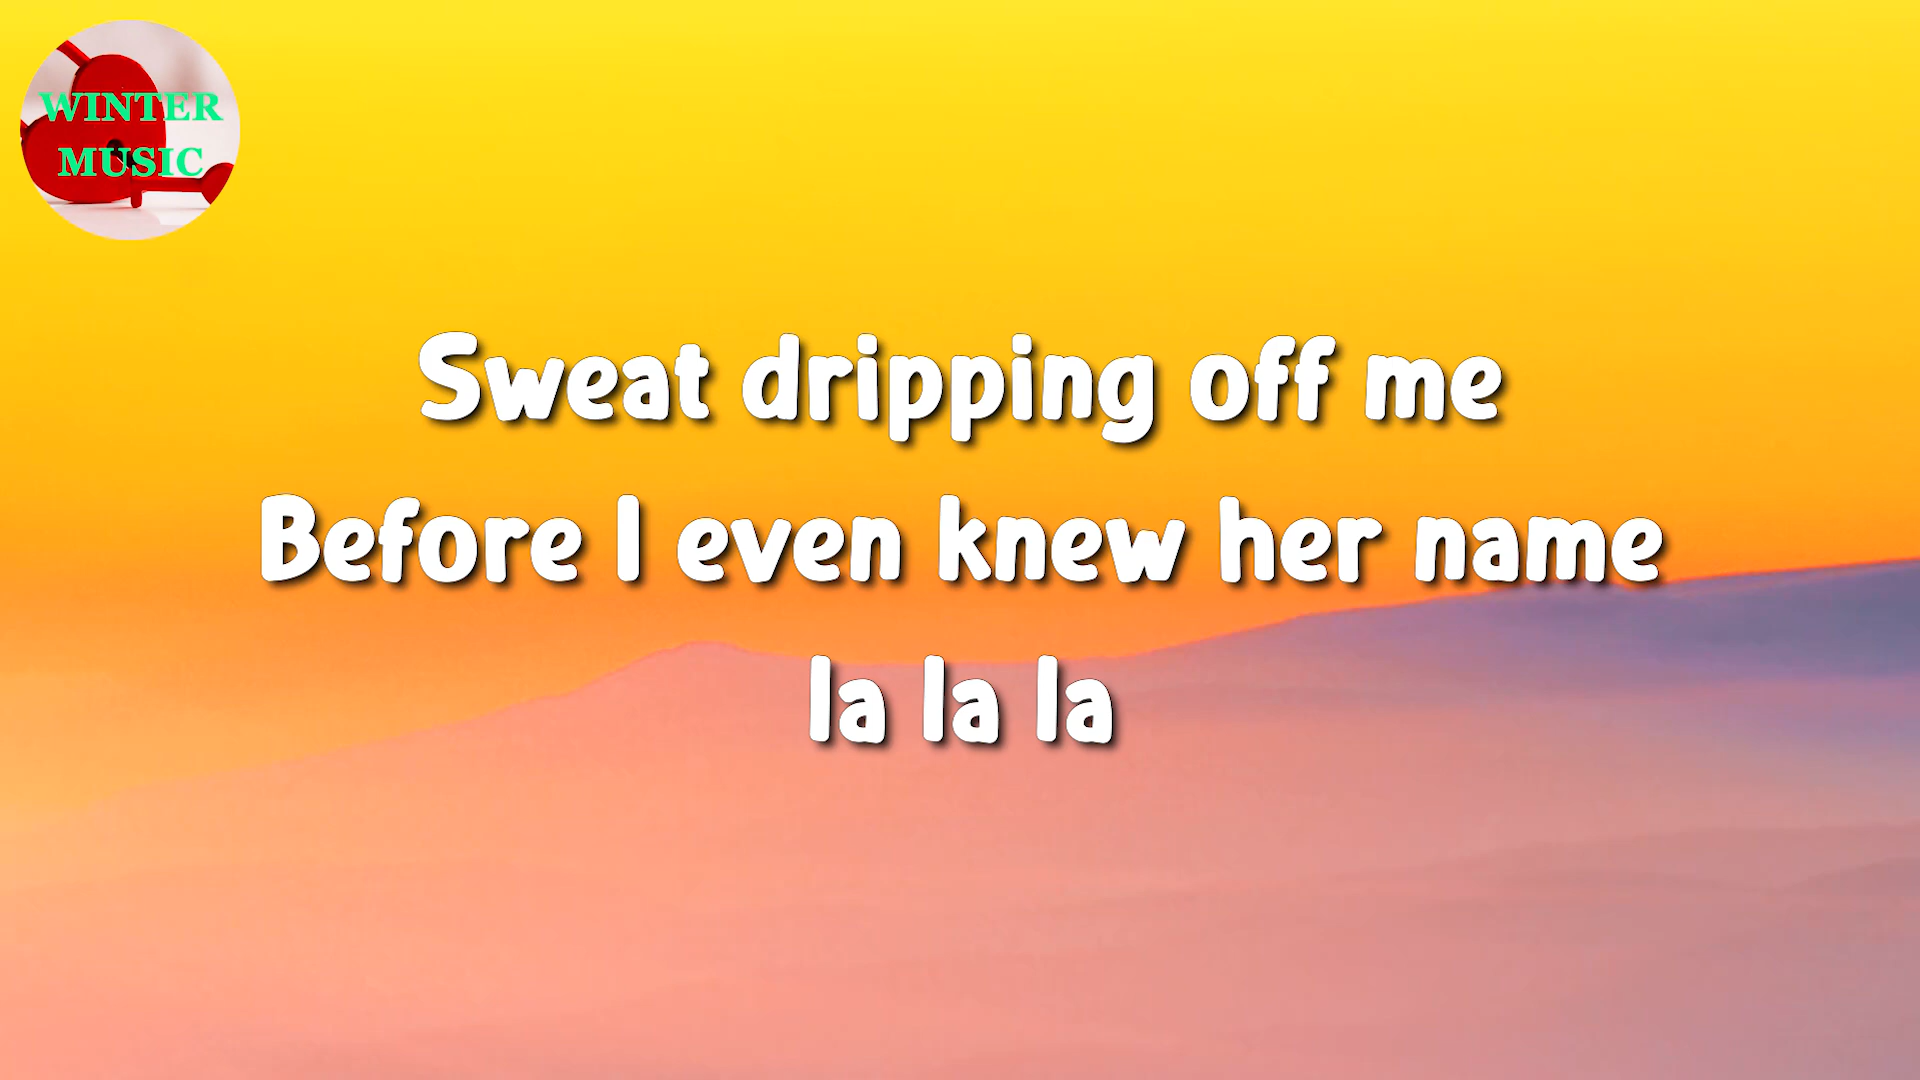 WINTER
MUSIC
Sweat dripping off me
Before I even knew her name
la la la